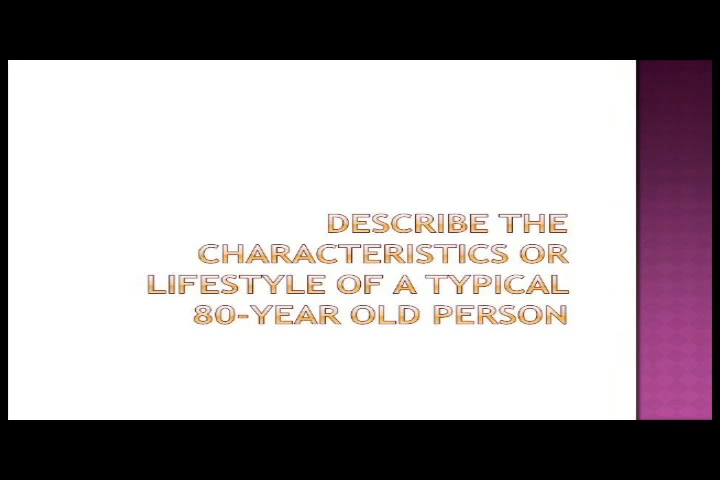 DESCRIBE THE
CHARACTERISTICS OR
LIFESTYLE OF A TYPICAL
80-YEAR OLD PERSON